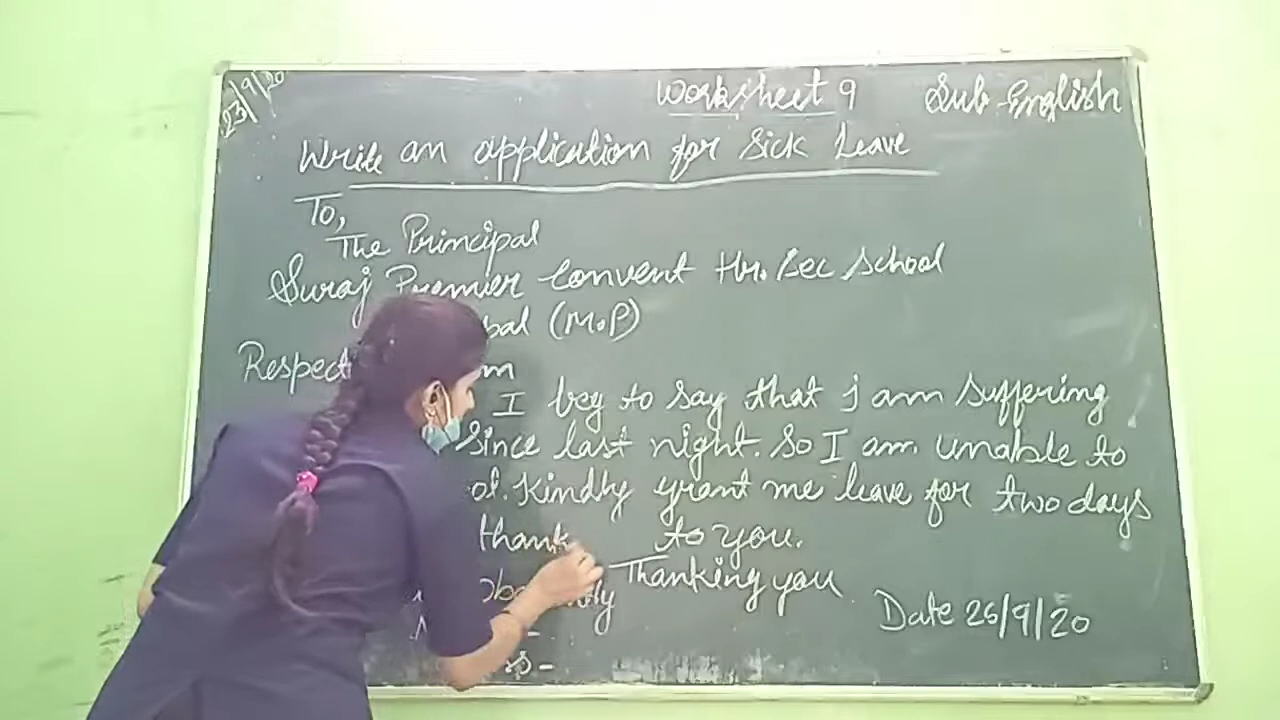 23/9/20
Worksheet 9 Sub-English
Write an application for Sick Leave
To,
The Principal
Suraj Premier Convent Hr. Sec School
bal (M.P)
Respect m
I beg to say that I am suffering
since last night. So I am unable to
ol. Kindly grant me leave for two days
thank to you.
Thanking you
ly
Date 26/9/20